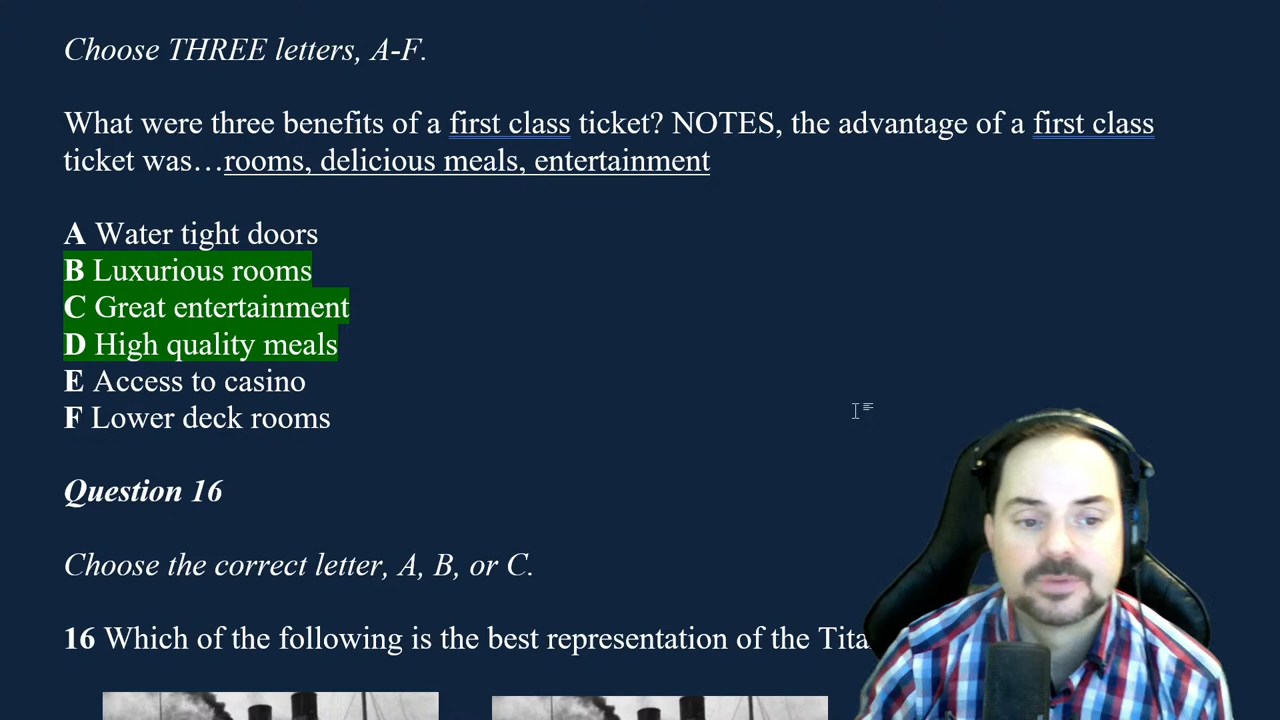 Choose THREE letters, A-F.
What were three benefits of a first class ticket? NOTES, the advantage of a first class
ticket was…rooms, delicious meals, entertainment
A Water tight doors
B Luxurious rooms
C Great entertainment
D High quality meals
E Access to casino
F Lower deck rooms
Question 16
Choose the correct letter, A, B, or C.
16 Which of the following is the best representation of the